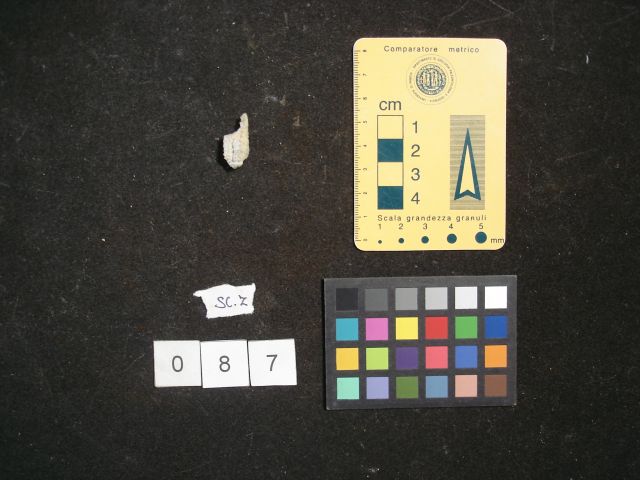 Comparatore metrico
cm
1
2
3
4
Scala grandezza granuli
1 2 3 4 5
mm
SC.Z
0 8 7